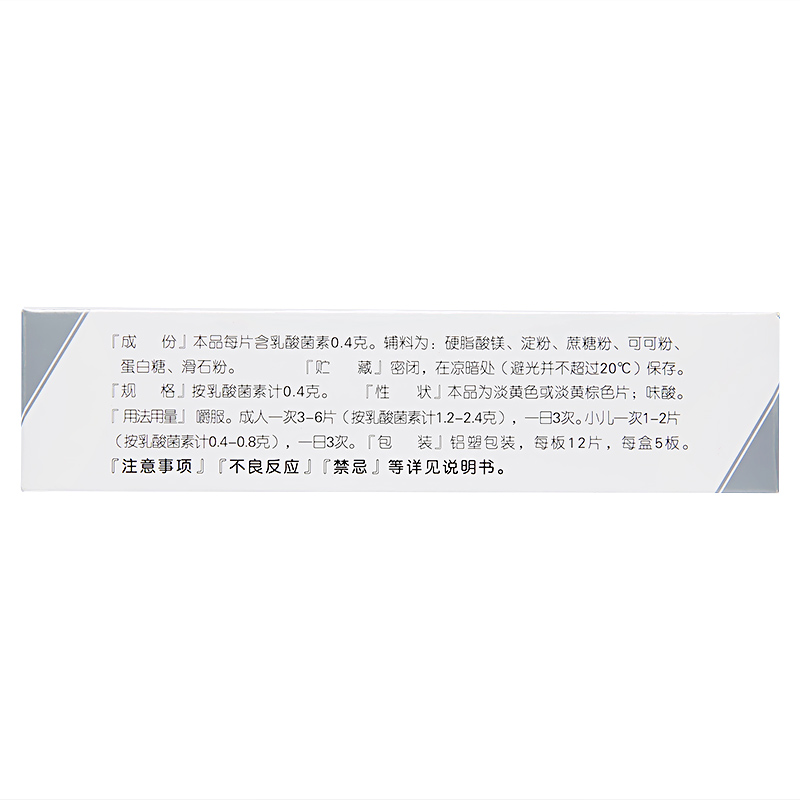 『成 份』本品每片含乳酸菌素0.4克。辅料为：硬脂酸镁、淀粉、蔗糖粉、可可粉、
蛋白糖、滑石粉。 『贮 藏』密闭，在凉暗处（避光并不超过20℃）保存。
『规 格』按乳酸菌素计0.4克。 『性 状』本品为淡黄色或淡黄棕色片；味酸。
『用法用量』嚼服。成人一次3-6片（按乳酸菌素计1.2-2.4克），一日3次。小儿一次1-2片
（按乳酸菌素计0.4-0.8克），一日3次。『包 装』铝塑包装，每板12片，每盒5板。
『注意事项』『不良反应』『禁忌』等详见说明书。